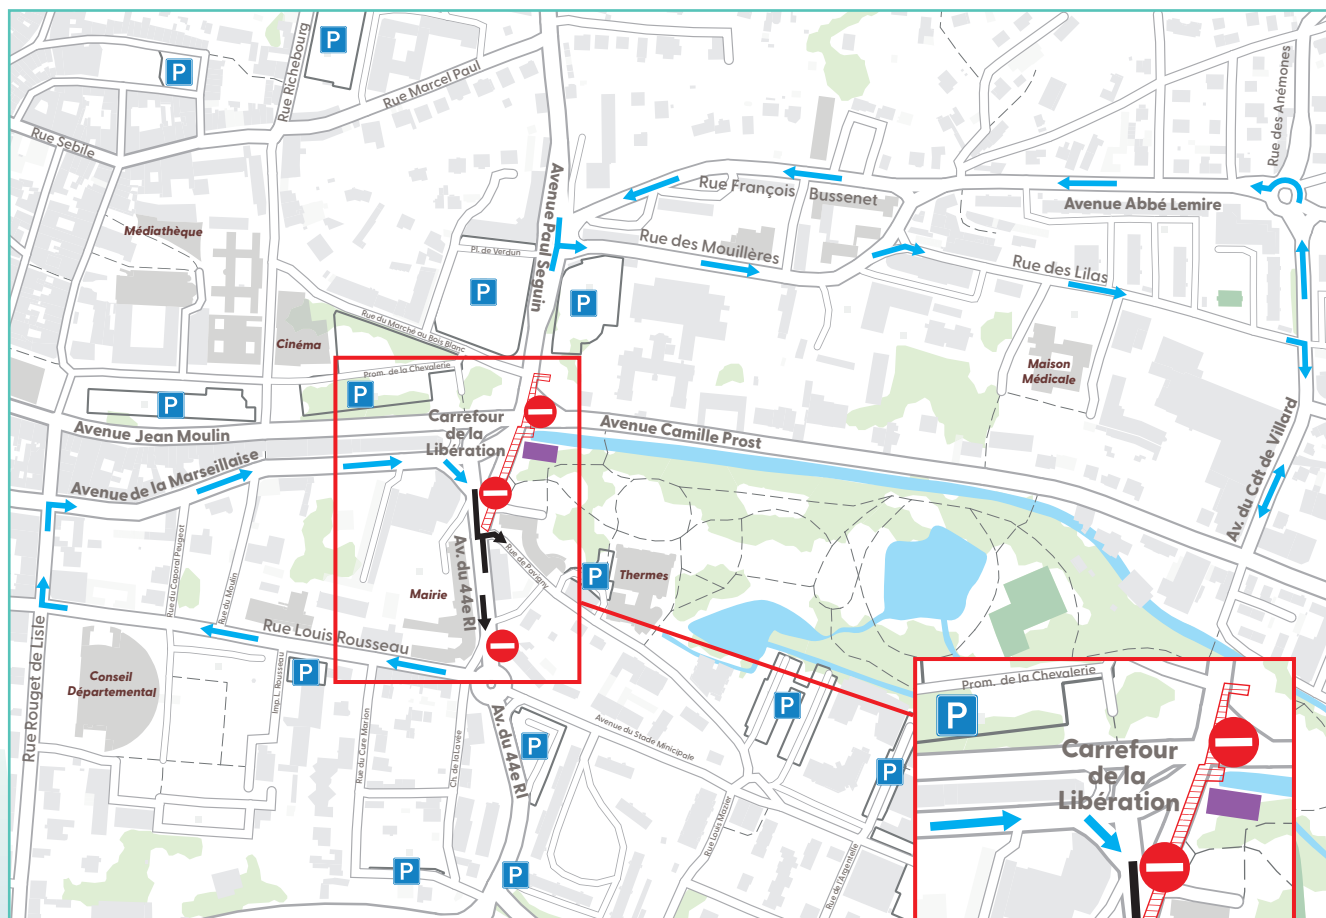 P
Rue Richebourg
P
Rue Marcel Paul
Rue Sebile
Rue des Anémones
Avenue Paul Seguin
Rue François Bussenet
Avenue Abbé Lemire
Médiathèque
Pl. de Verdun
Rue des Mouillères
Rue des Lilas
P
P
Rue du Marché au Bois Blanc
Cinéma
Maison
Médicale
Prom. de la Chevalerie
P
P
Avenue Jean Moulin
Carrefour
de la
Libération
Avenue Camille Prost
Av. du Cdt de Villard
Avenue de la Marseillaise
Rue du Caporal Peugeot
Rue du Moulin
Av. du 44e RI
Rue de Pavigny
P
Thermes
Mairie
Rue Louis Rousseau
Rue Rouget de Lisle
Conseil
Départemental
P
Imp. L. Rousseau
Rue du Cure Marion
Ch. de la Lavée
Av. du 44e RI
P
Avenue du Stade Minicipale
P
P
Rue Louis Mazier
Rue de l'Argentelle
P
P
Prom. de la Chevalerie
P
Carrefour
de la
Libération